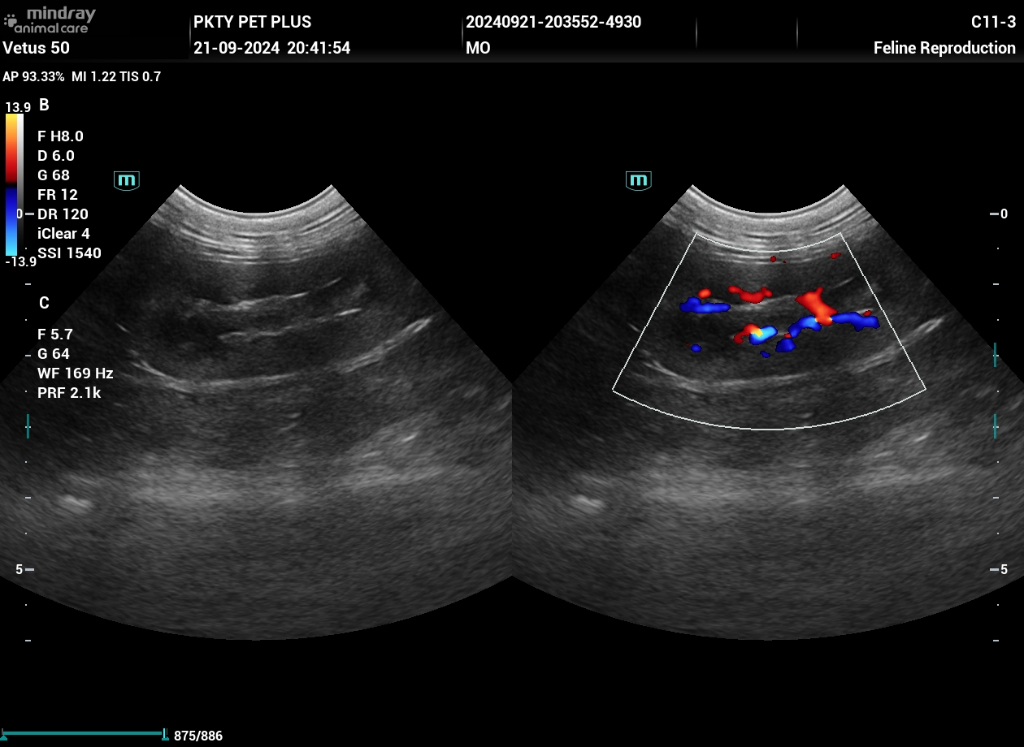 mindray
animal care
PKTY PET PLUS
20240921-203552-4930
C11-3
Vetus 50
21-09-2024 20:41:54
MO
Feline Reproduction
AP 93.33% MI 1.22 TIS 0.7
13.9
B
F H8.0
D 6.0
G 68
FR 12
DR 120
iClear 4
SSI 1540
0
-13.9
C
F 5.7
G 64
WF 169 Hz
PRF 2.1k
5
m
m
0
5
875/886